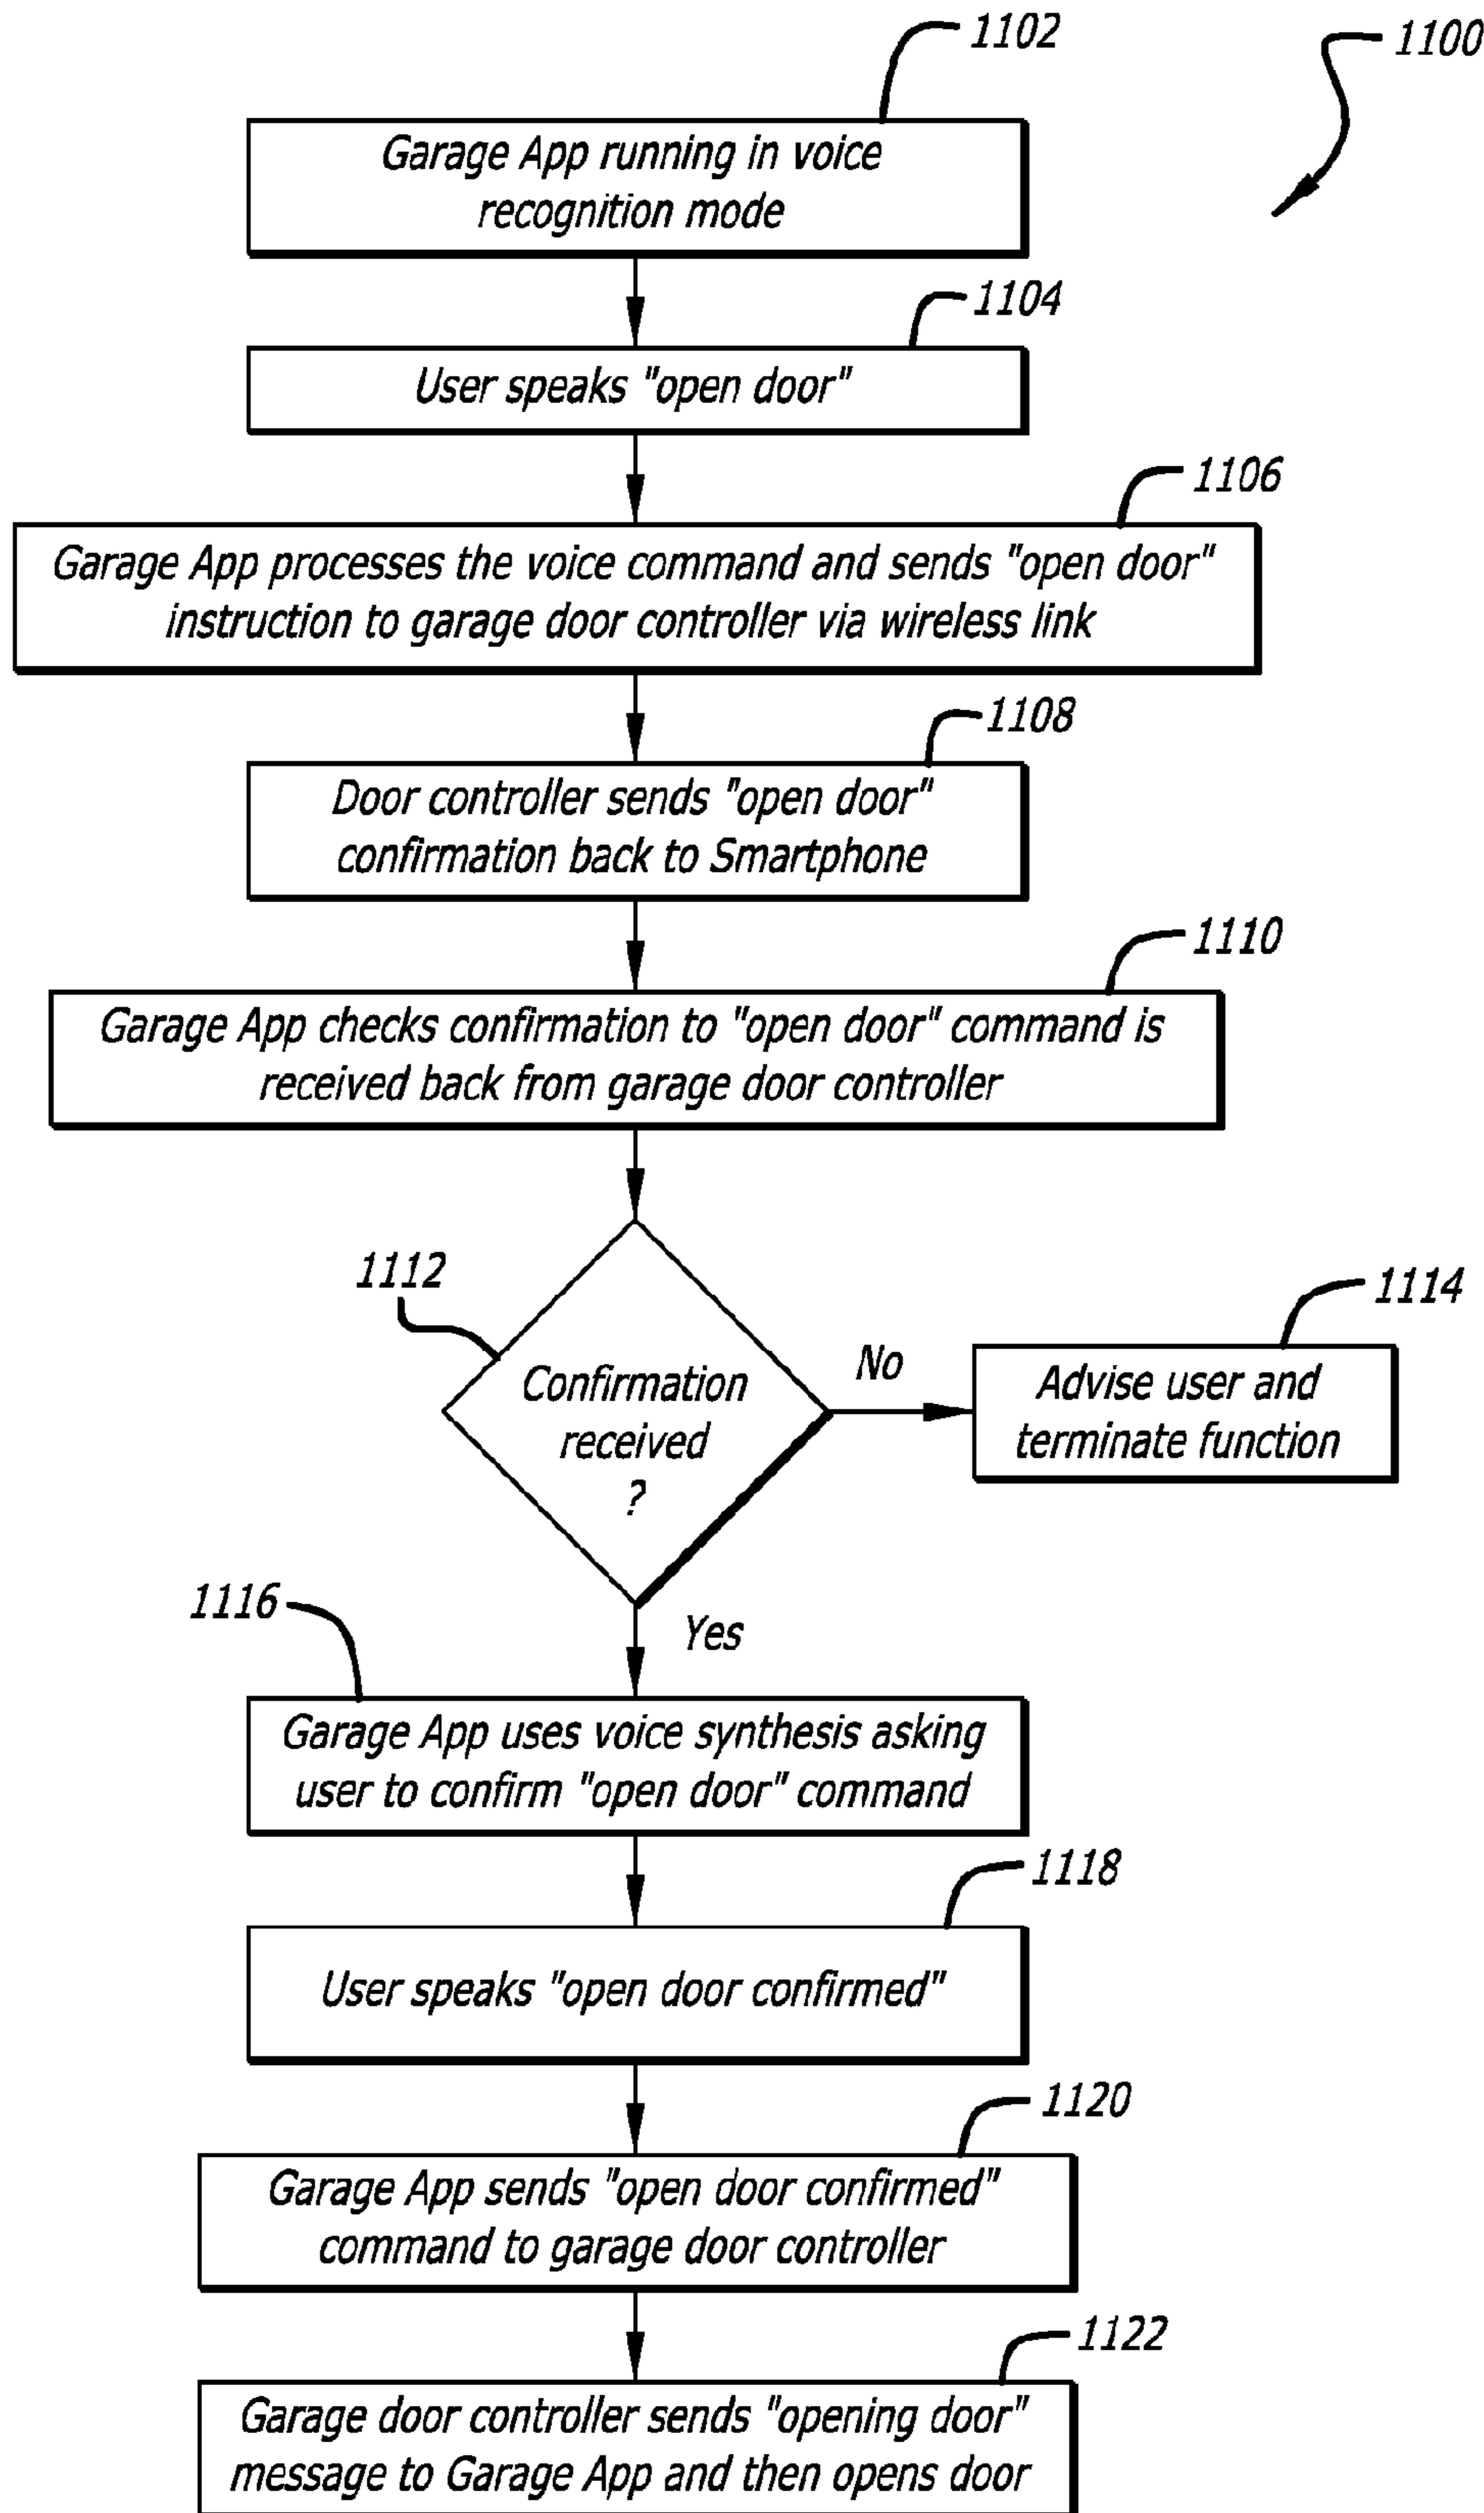 1102
1100
Garage App running in voice
recognition mode
1104
User speaks "open door"
1106
Garage App processes the voice command and sends "open door"
instruction to garage door controller via wireless link
1108
Door controller sends "open door"
confirmation back to Smartphone
1110
Garage App checks confirmation to "open door" command is
received back from garage door controller
1112
Confirmation
received
?
No
1114
Advise user and
terminate function
Yes
1116
Garage App uses voice synthesis asking
user to confirm "open door" command
1118
User speaks "open door confirmed"
1120
Garage App sends "open door confirmed"
command to garage door controller
1122
Garage door controller sends "opening door"
message to Garage App and then opens door